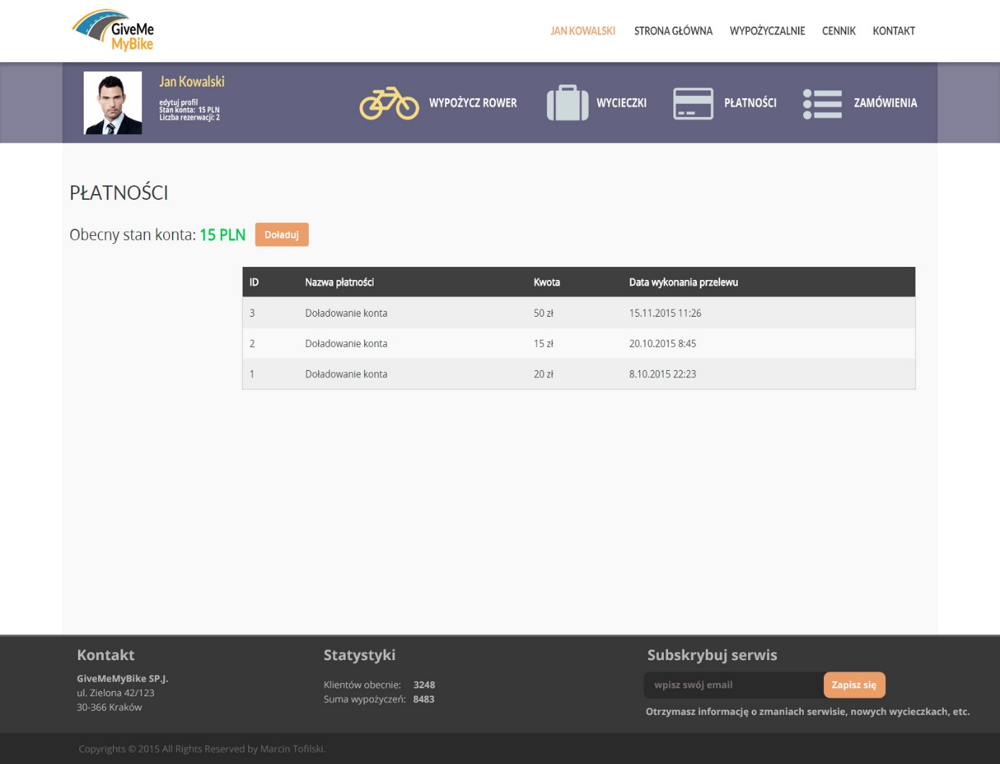 GiveMe
MyBike
JAN KOWALSKI STRONA GŁÓWNA WYPOŻYCZALNIE CENNIK KONTAKT
Jan Kowalski
edytuj profil
Stan konta: 15 PLN
Liczba rezerwacji: 2
WYPOŻYCZ ROWER WYCIECZKI PŁATNOŚCI ZAMÓWIENIA
PŁATNOŚCI
Obecny stan konta: 15 PLN Doładuj
ID Nazwa płatności Kwota Data wykonania przelewu
3 Doładowanie konta 50 zł 15.11.2015 11:26
2 Doładowanie konta 15 zł 20.10.2015 8:45
1 Doładowanie konta 20 zł 8.10.2015 22:23
Kontakt
GiveMeMyBike SP.J.
ul. Zielona 42/123
30-366 Kraków
Statystyki
Klientów obecnie: 3248
Suma wypożyczeń: 8483
Subskrybuj serwis
wpisz swój email Zapisz się
Otrzymasz informację o zmaniach serwisie, nowych wycieczkach, etc.
Copyrights © 2015 All Rights Reserved by Marcin Tofilski.